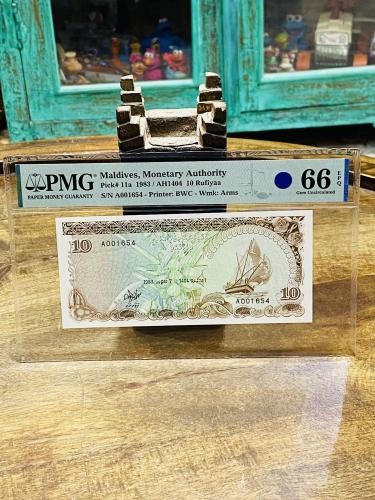 PMG
PAPER MONEY GUARANTY
Maldives, Monetary Authority
Pick# 11a 1983 / AH1404 10 Rufiyaa
S/N A001654 - Printer: BWC - Wmk: Arms
66 EPQ
Gem Uncirculated
10
A001654
A001654
10